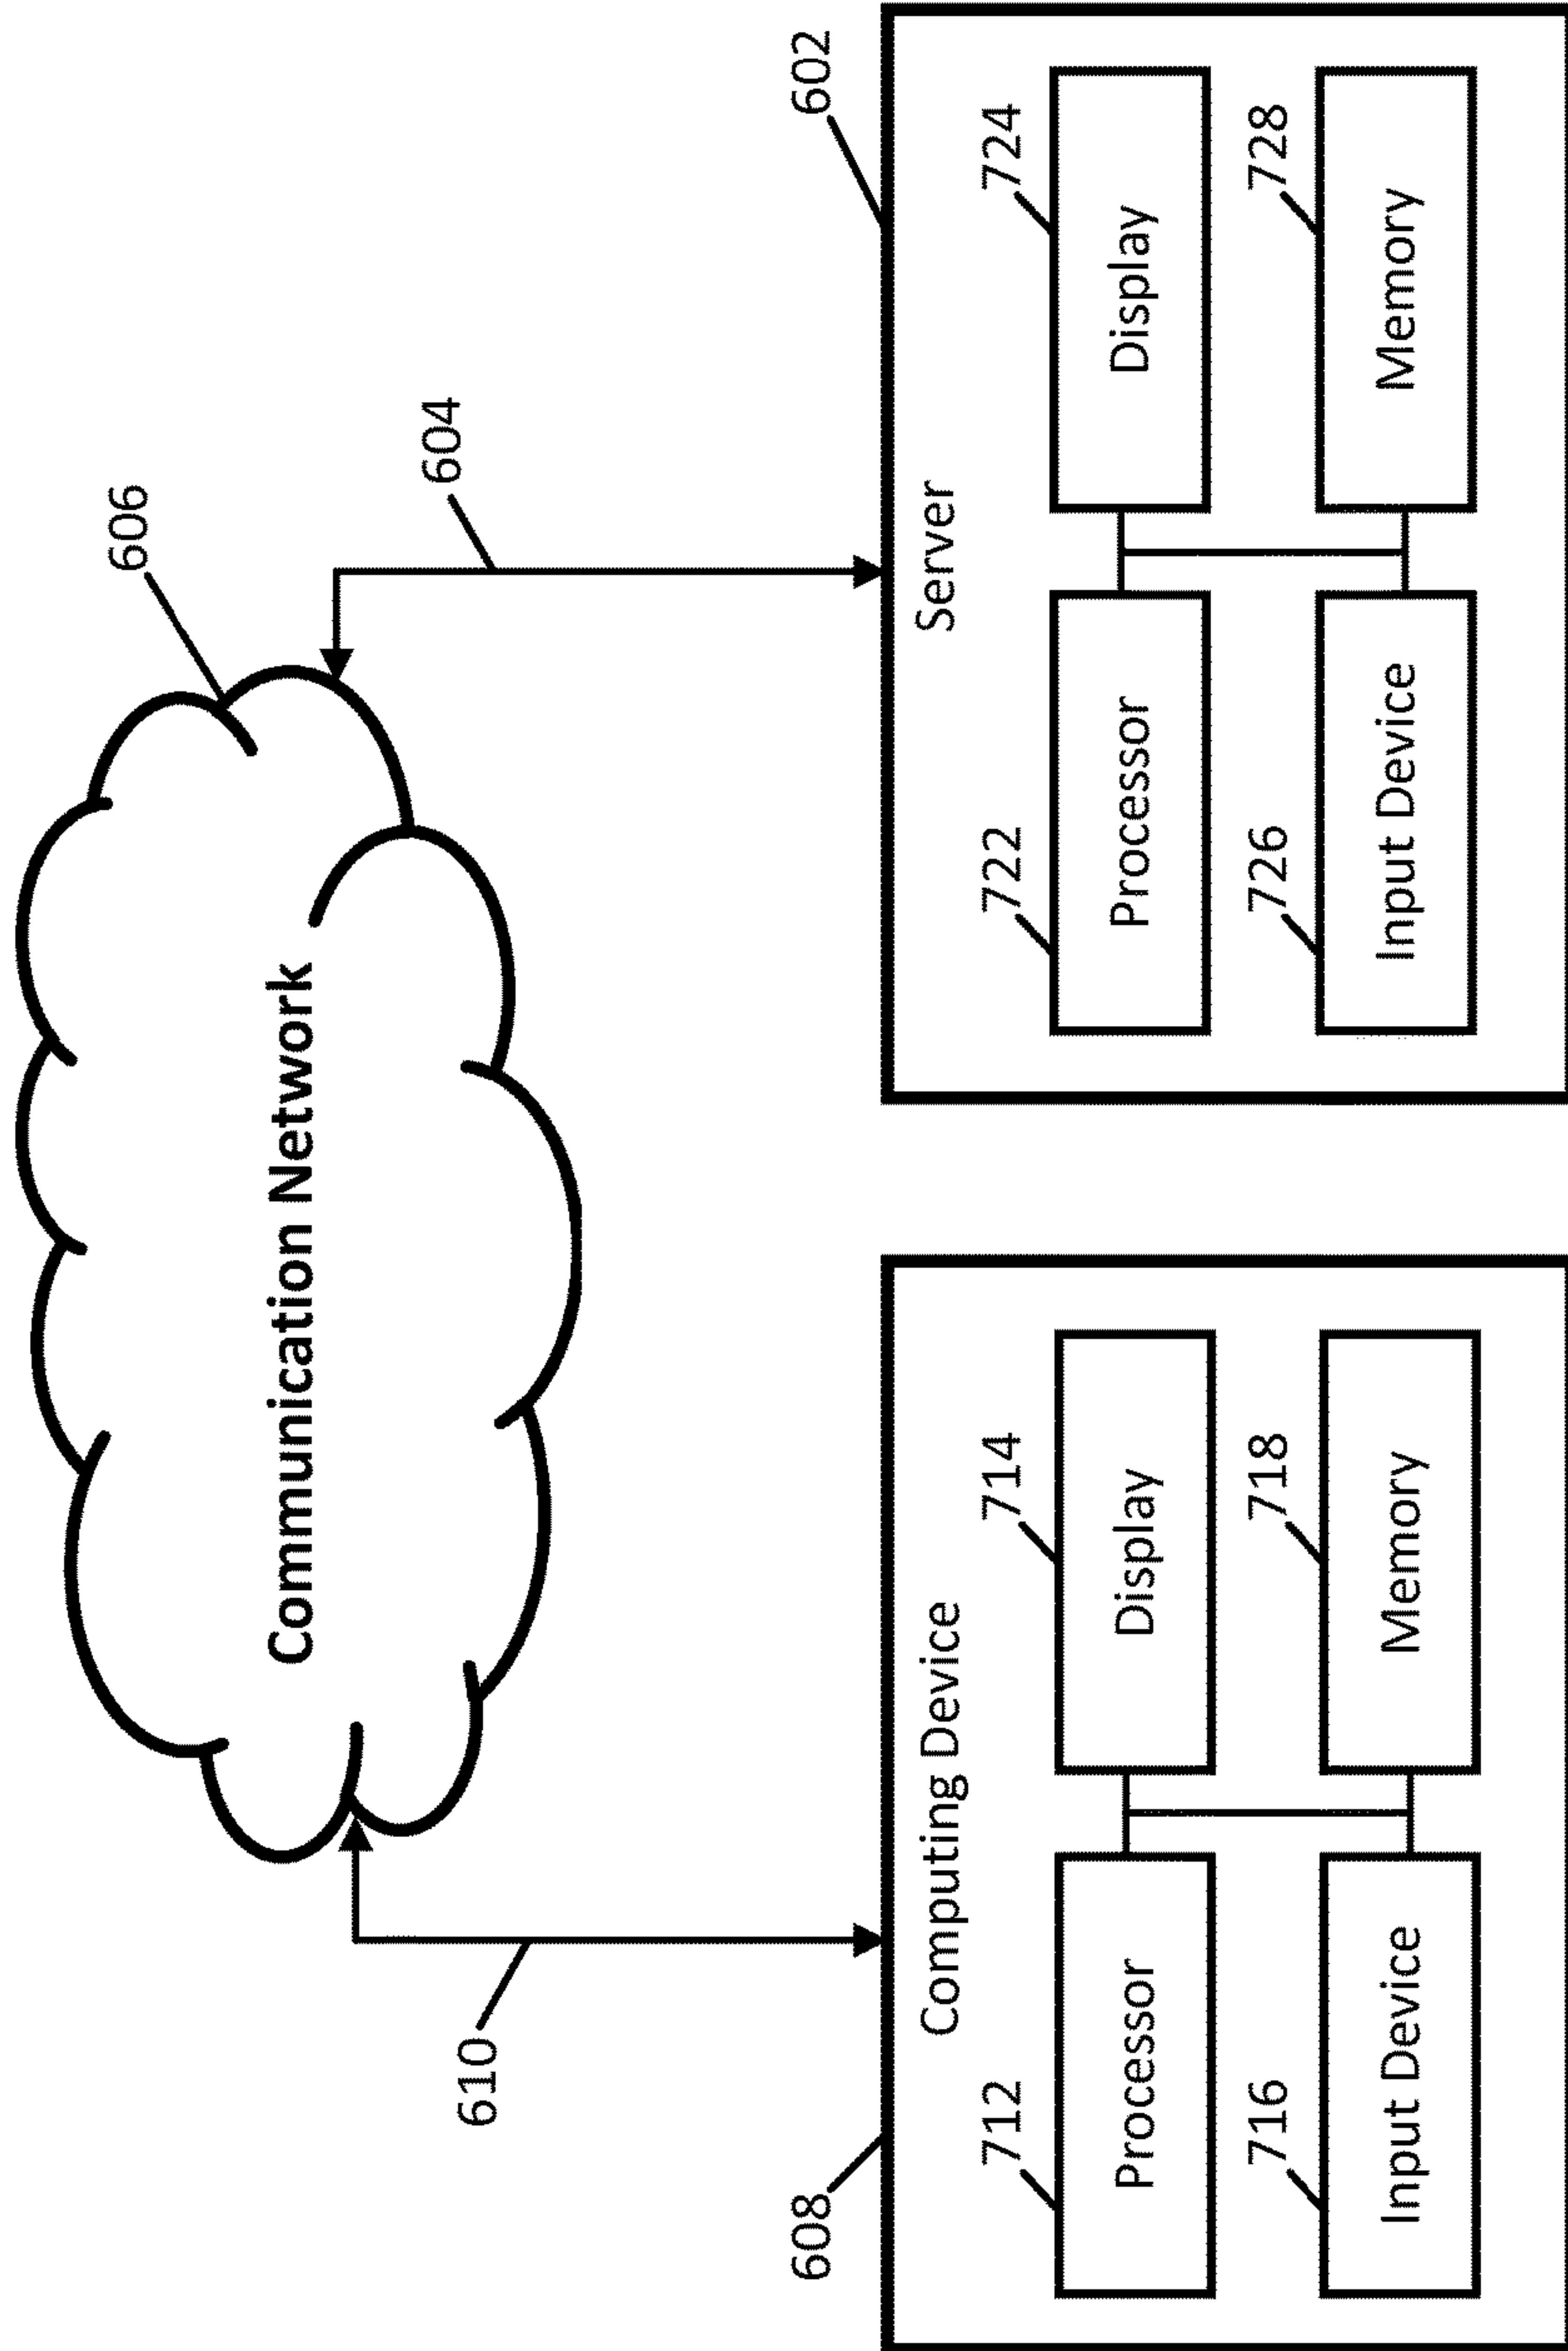 606
Communication Network
604
610
608
602
Computing Device
712
Processor
714
Display
716
Input Device
718
Memory
Server
722
Processor
724
Display
726
Input Device
728
Memory